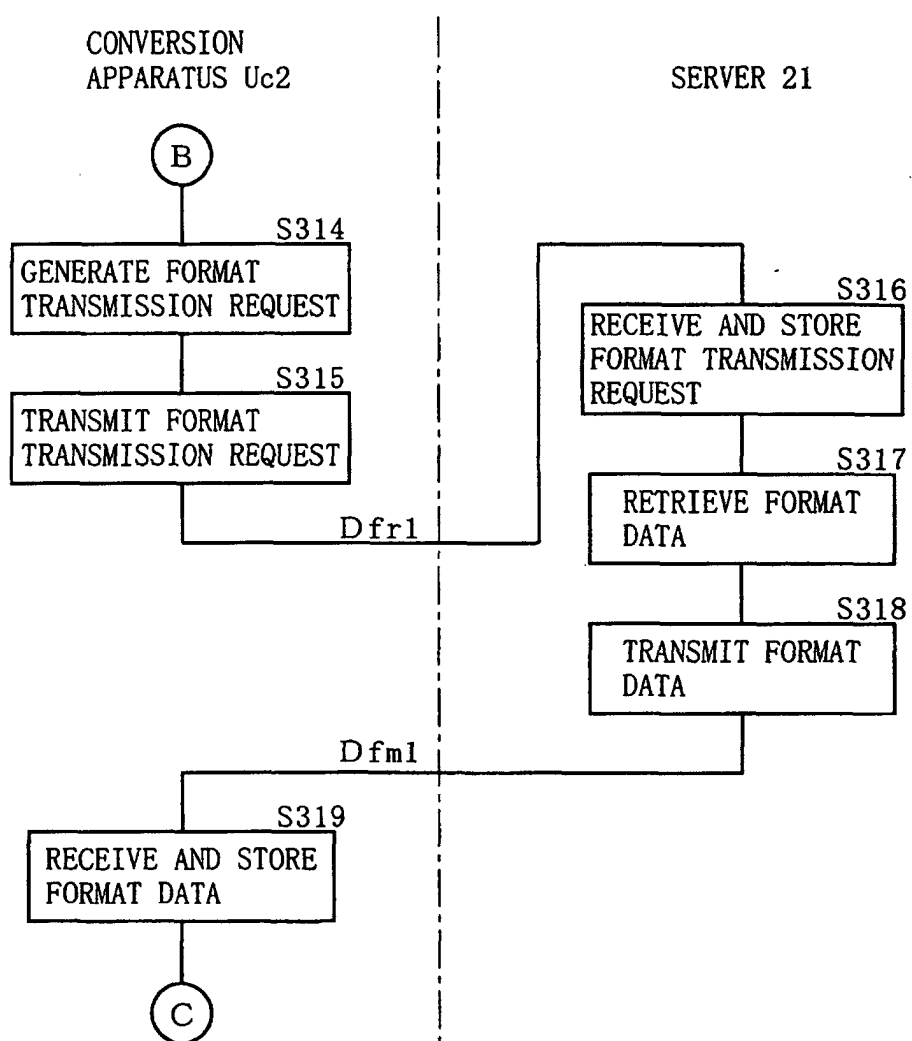 CONVERSION
APPARATUS Uc2
SERVER 21
B
S314
GENERATE FORMAT
TRANSMISSION REQUEST
S315
TRANSMIT FORMAT
TRANSMISSION REQUEST
Dfr1
S316
RECEIVE AND STORE
FORMAT TRANSMISSION
REQUEST
S317
RETRIEVE FORMAT
DATA
S318
TRANSMIT FORMAT
DATA
Dfm1
S319
RECEIVE AND STORE
FORMAT DATA
C